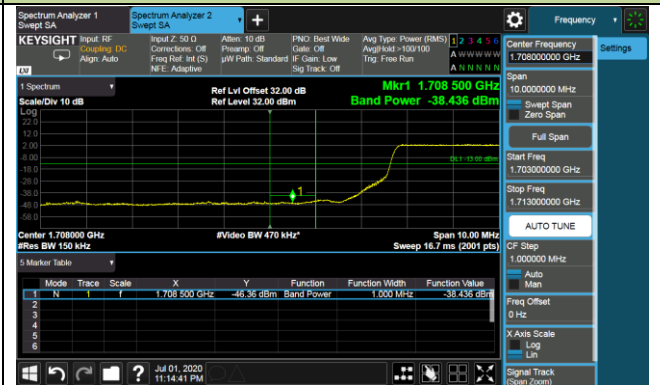 Spectrum Analyzer 1
Swept SA
Spectrum Analyzer 2
Swept SA
Frequency
KEYSIGHT
Input: RF
Coupling: DC
Align: Auto
Input Z: 50 Ω
Corrections: Off
Freq Ref: Int (S)
NFE: Adaptive
Atten: 10 dB
Preamp: Off
µW Path: Standard
PNO: Best Wide
Gate: Off
IF Gain: Low
Sig Track: Off
Avg Type: Power (RMS)
Avg|Hold:>100/100
Trig: Free Run
1 2 3 4 5 6
A W W W W W
A N N N N N
LXI
1 Spectrum
Scale/Div 10 dB
Log
Ref Lvl Offset 32.00 dB
Ref Level 32.00 dBm
Mkr1 1.708 500 GHz
Band Power -38.436 dBm
22.0
12.0
2.00
-8.00
-18.0
-28.0
-38.0
-48.0
-58.0
DL1 -13.00 dBm
1
Center 1.708000 GHz
#Res BW 150 kHz
#Video BW 470 kHz*
Span 10.00 MHz
Sweep 16.7 ms (2001 pts)
5 Marker Table
Mode Trace Scale X Y Function Function Width Function Value
1 N 1 f 1.708 500 GHz -46.36 dBm Band Power 1.000 MHz -38.436 dBm
2
3
4
5
6
Center Frequency
1.708000000 GHz
Settings
Span
10.0000000 MHz
Swept Span
Zero Span
Full Span
Start Freq
1.703000000 GHz
Stop Freq
1.713000000 GHz
AUTO TUNE
CF Step
1.000000 MHz
Auto
Man
Freq Offset
0 Hz
X Axis Scale
Log
Lin
Signal Track
(Span Zoom)
?
Jul 01, 2020
11:14:41 PM